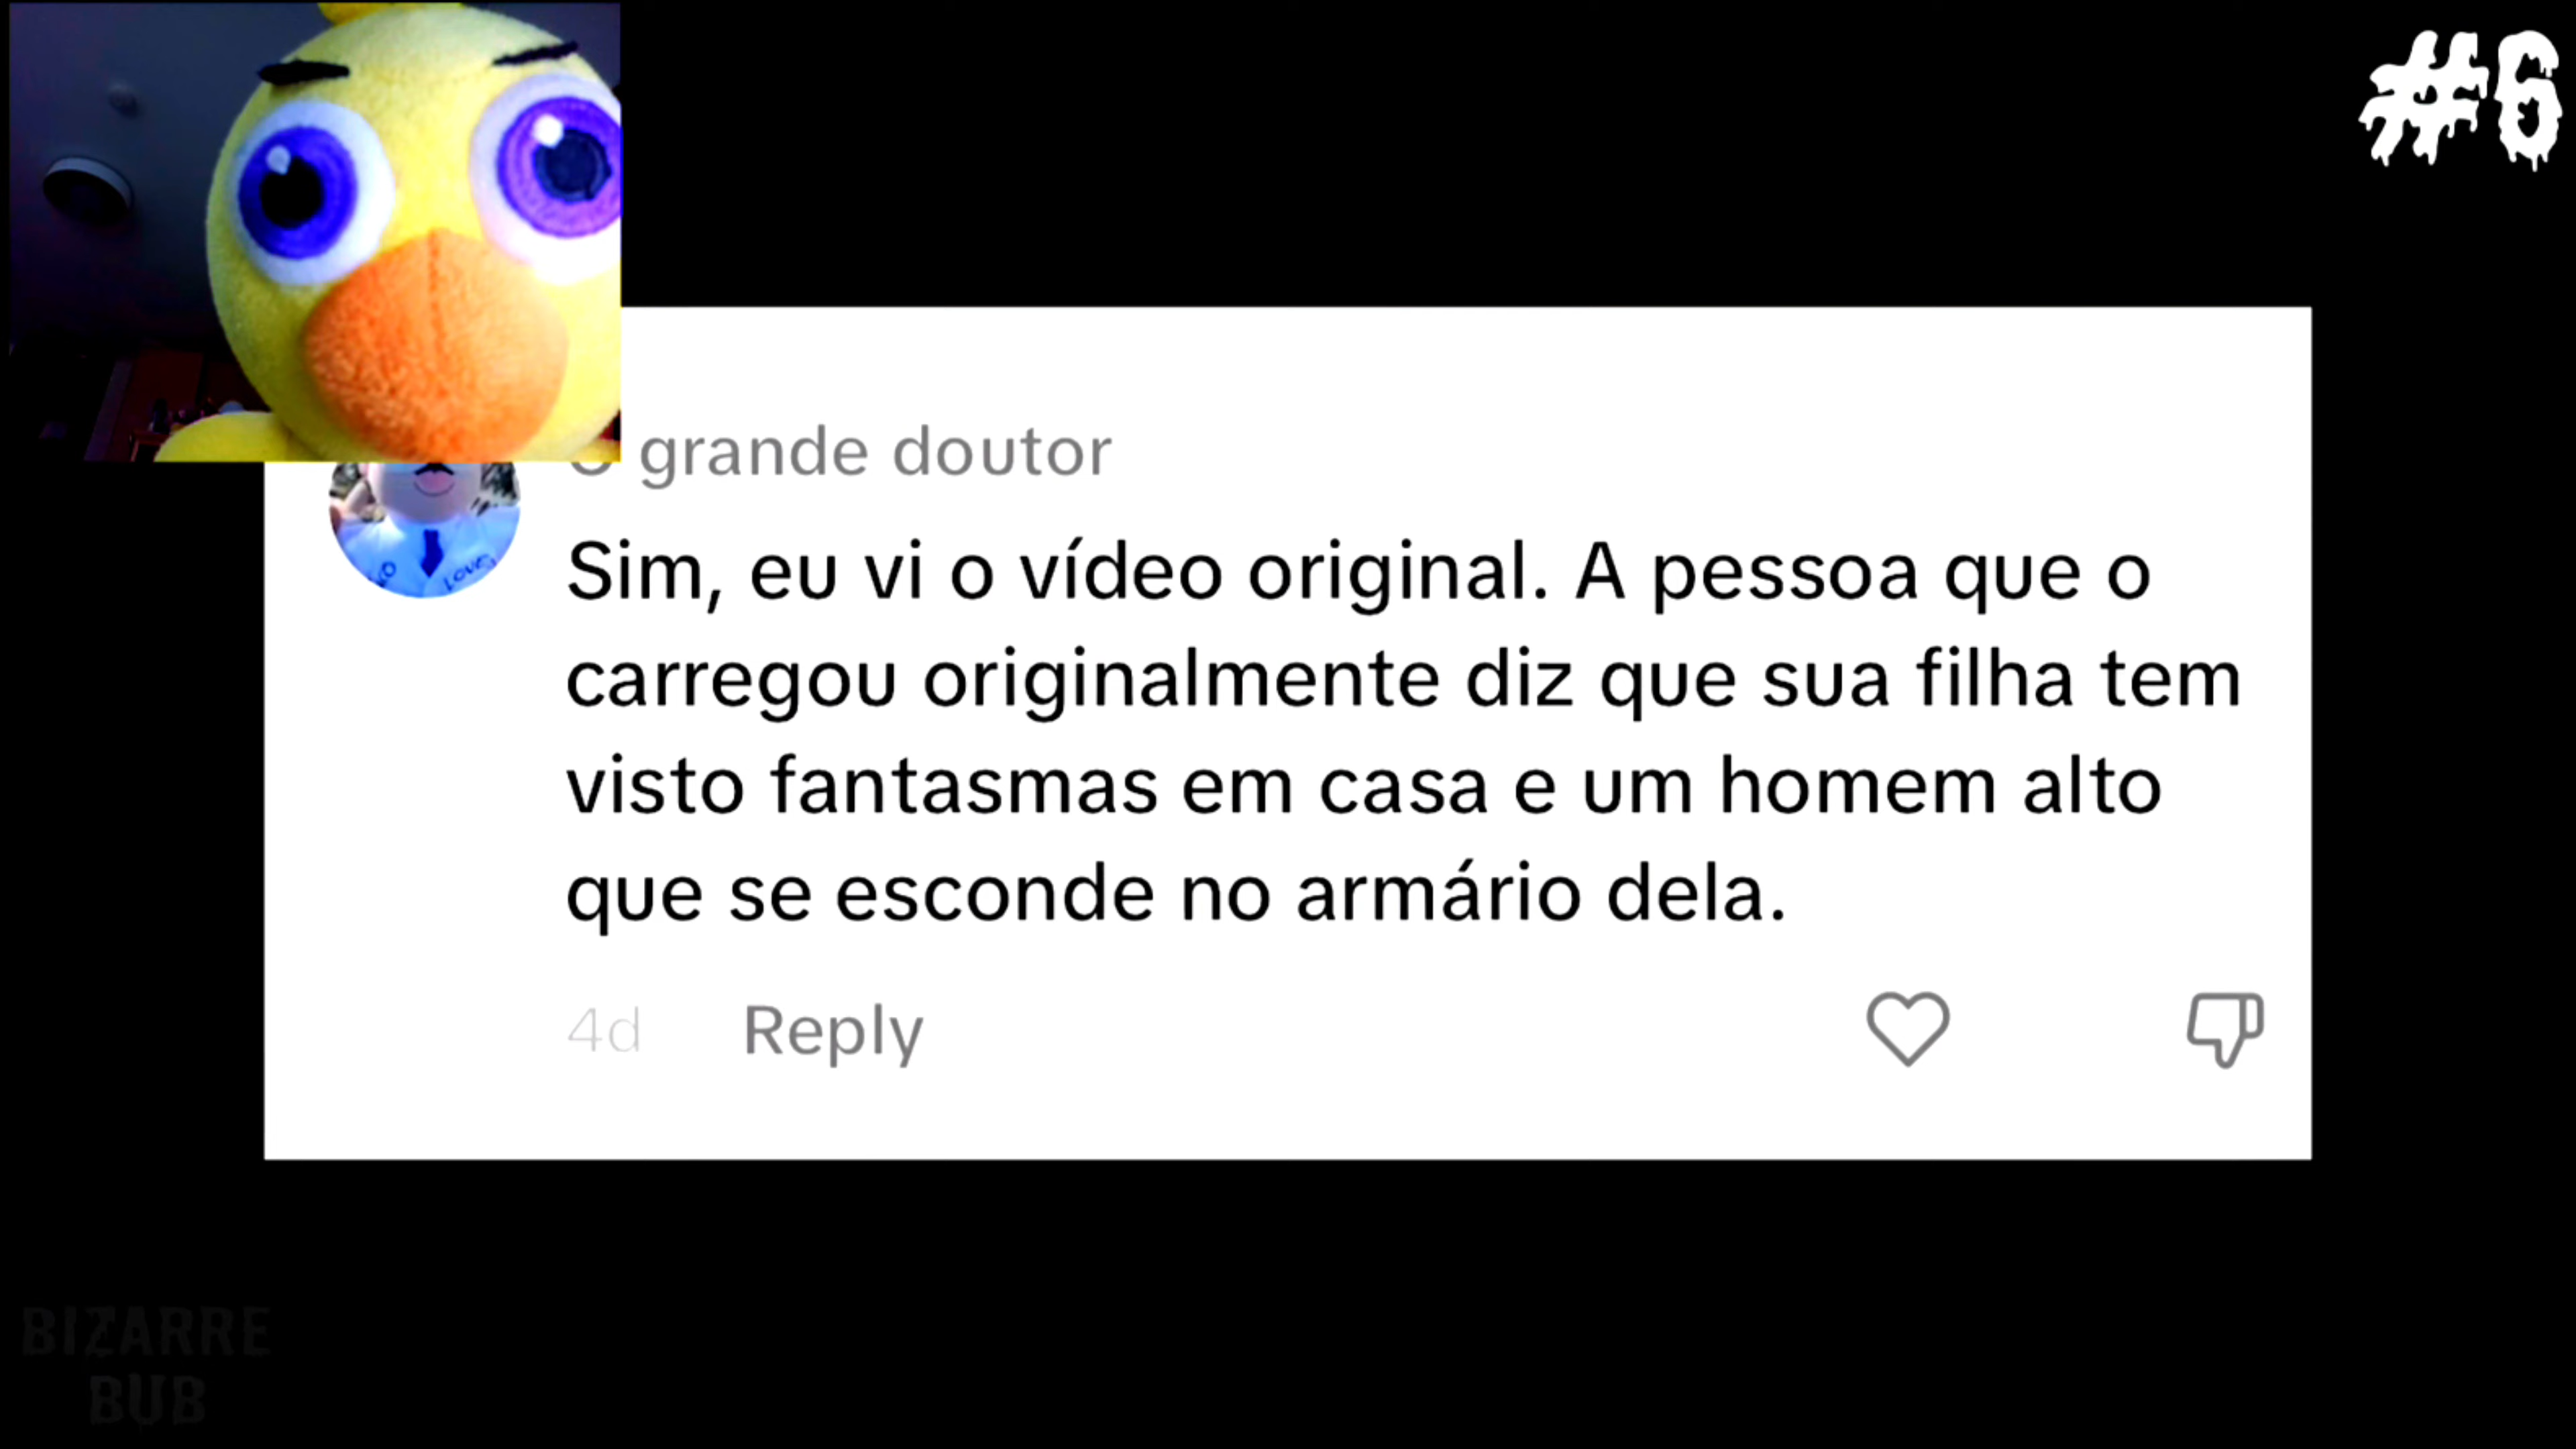 #6
grande doutor
Sim, eu vi o vídeo original. A pessoa que o
carregou originalmente diz que sua filha tem
visto fantasmas em casa e um homem alto
que se esconde no armário dela.
4d Reply
BIZARRE
BUB